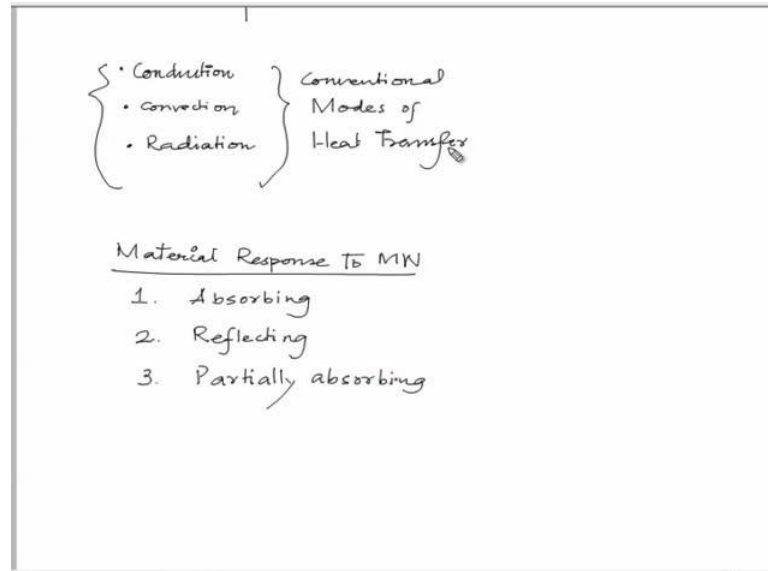 • Conduction
• Convection
• Radiation
Conventional
Modes of
Heat Transfer
Material Response To MW
1. Absorbing
2. Reflecting
3. Partially absorbing